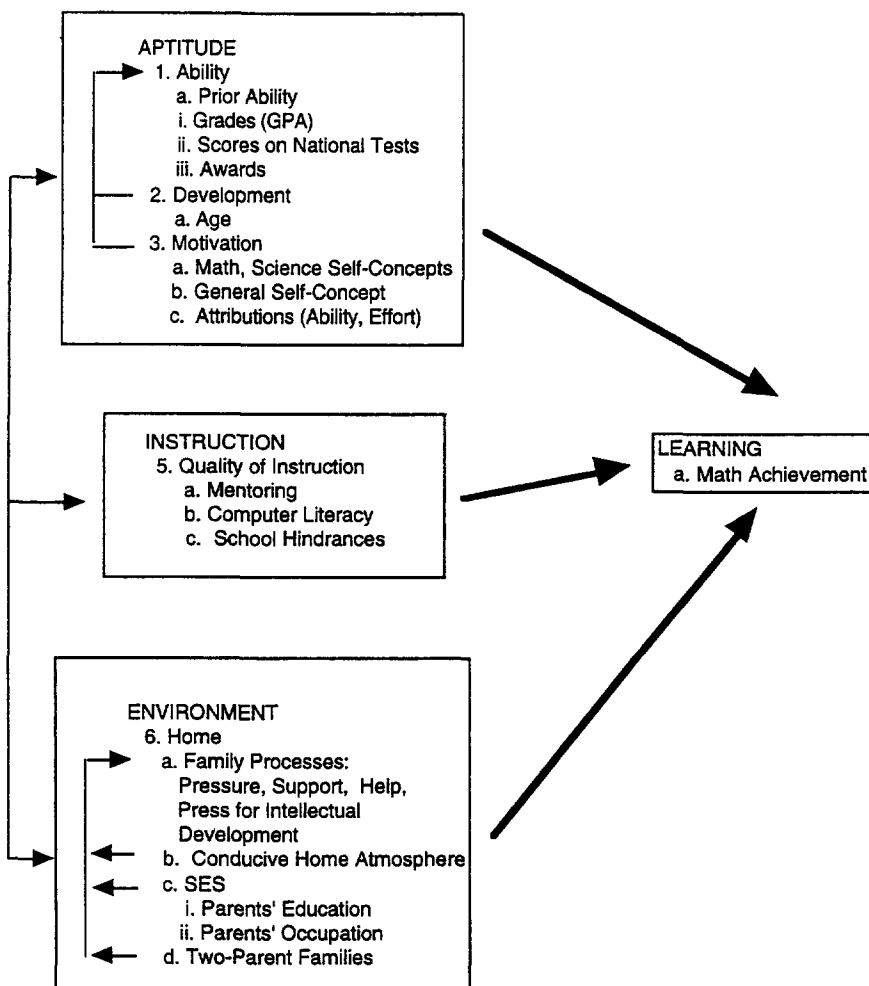 APTITUDE
1. Ability
a. Prior Ability
i. Grades (GPA)
ii. Scores on National Tests
iii. Awards
2. Development
a. Age
3. Motivation
a. Math, Science Self-Concepts
b. General Self-Concept
c. Attributions (Ability, Effort)
INSTRUCTION
5. Quality of Instruction
a. Mentoring
b. Computer Literacy
c. School Hindrances
LEARNING
a. Math Achievement
ENVIRONMENT
6. Home
a. Family Processes:
Pressure, Support, Help,
Press for Intellectual
Development
b. Conducive Home Atmosphere
c. SES
i. Parents' Education
ii. Parents' Occupation
d. Two-Parent Families